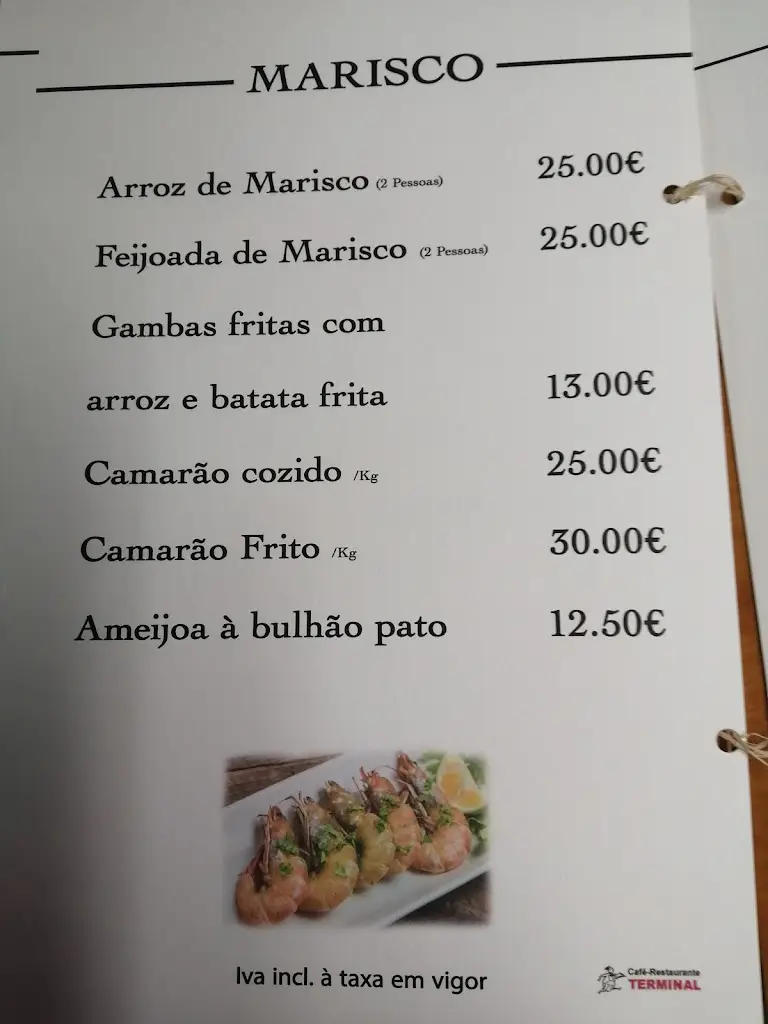 MARISCO
Arroz de Marisco (2 Pessoas) 25.00€
Feijoada de Marisco (2 Pessoas) 25.00€
Gambas fritas com
arroz e batata frita 13.00€
Camarão cozido /Kg 25.00€
Camarão Frito /Kg 30.00€
Ameijoa à bulhão pato 12.50€
Iva incl. à taxa em vigor
Café-Restaurante
TERMINAL